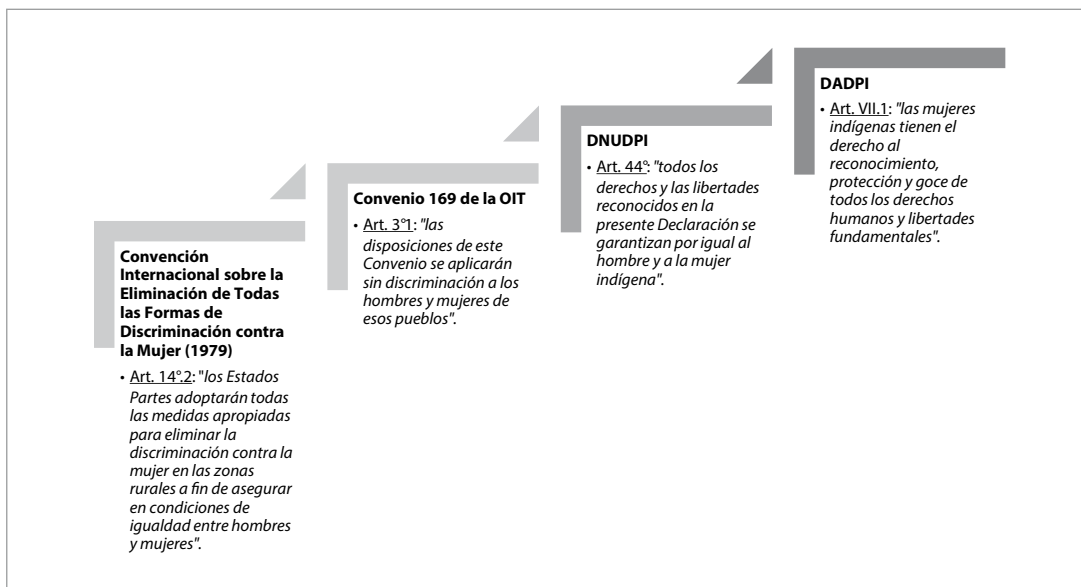 Convención
Internacional sobre la
Eliminación de Todas
las Formas de
Discriminación contra
la Mujer (1979)
• Art. 14°.2: "los Estados
Partes adoptarán todas
las medidas apropiadas
para eliminar la
discriminación contra la
mujer en las zonas
rurales a fin de asegurar
en condiciones de
igualdad entre hombres
y mujeres".
Convenio 169 de la OIT
• Art. 3°1: "las
disposiciones de este
Convenio se aplicarán
sin discriminación a los
hombres y mujeres de
esos pueblos".
DNUDPI
• Art. 44°: "todos los
derechos y las libertades
reconocidos en la
presente Declaración se
garantizan por igual al
hombre y a la mujer
indígena".
DADPI
• Art. VII.1: "las mujeres
indígenas tienen el
derecho al
reconocimiento,
protección y goce de
todos los derechos
humanos y libertades
fundamentales".